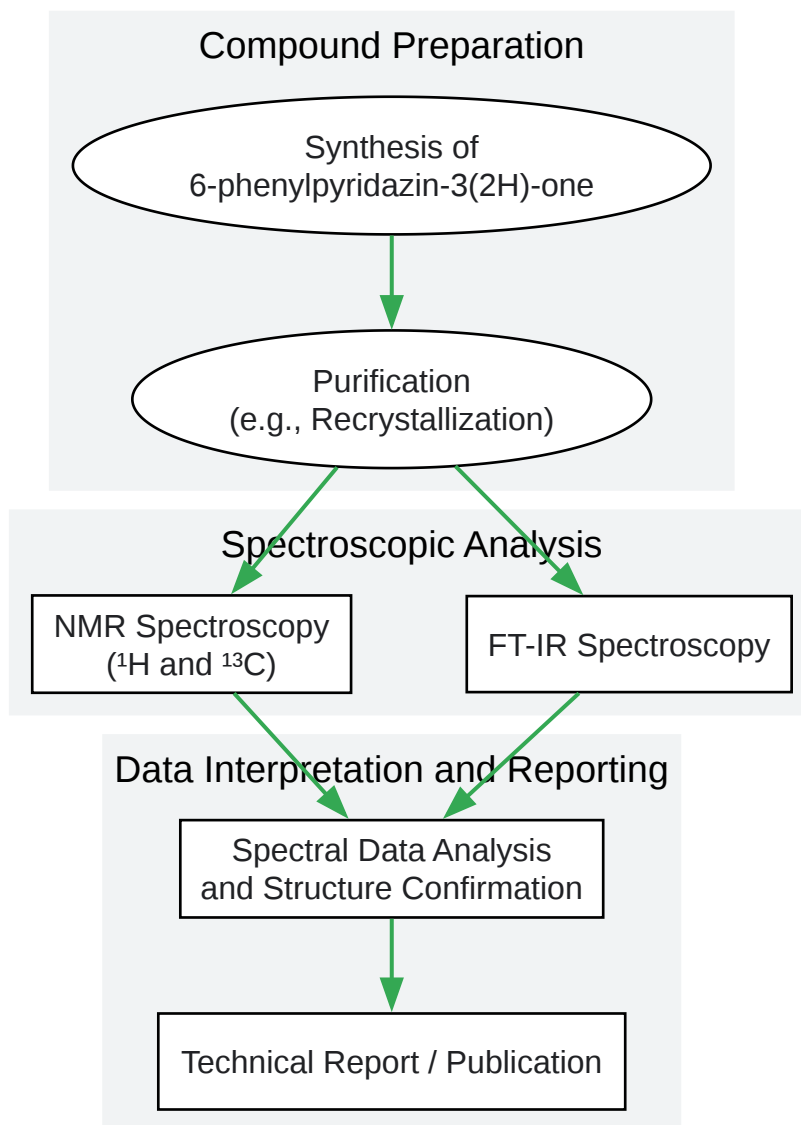 Compound Preparation
Synthesis of
6-phenylpyridazin-3(2H)-one
Purification
(e.g., Recrystallization)
Spectroscopic Analysis
NMR Spectroscopy
(¹H and ¹³C)
FT-IR Spectroscopy
Data Interpretation and Reporting
Spectral Data Analysis
and Structure Confirmation
Technical Report / Publication